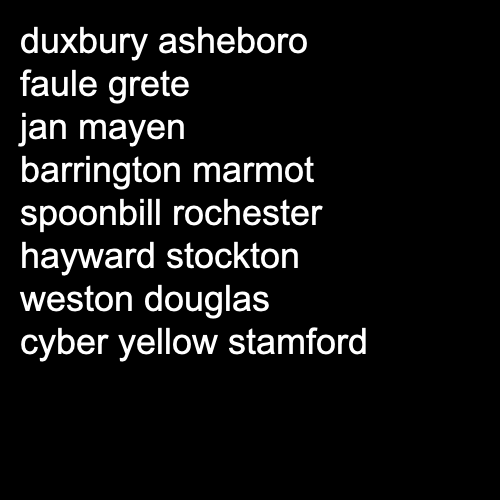 duxbury asheboro
faule grete
jan mayen
barrington marmot
spoonbill rochester
hayward stockton
weston douglas
cyber yellow stamford